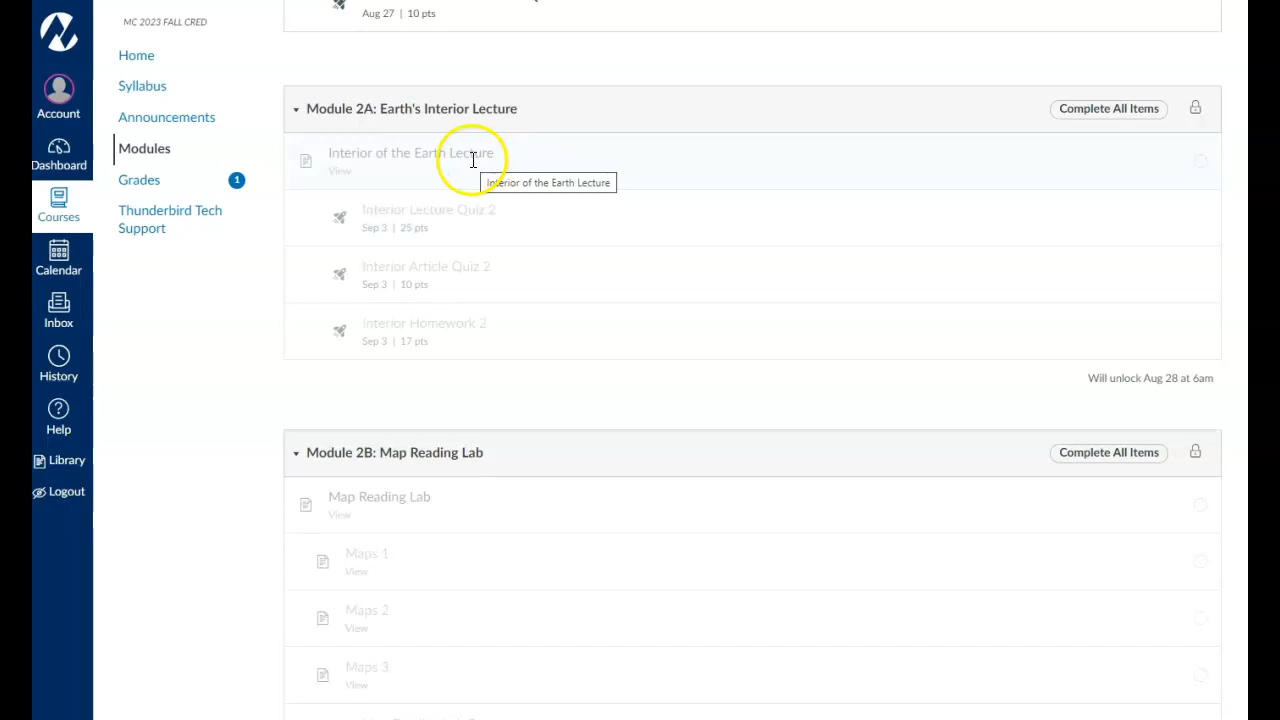 MC 2023 FALL CRED
Home
Syllabus
Announcements
Modules
Grades
1
Thunderbird Tech
Support
Account
Dashboard
Courses
Calendar
Inbox
History
Help
Library
Logout
Aug 27 | 10 pts
Module 2A: Earth's Interior Lecture
Complete All Items
Interior of the Earth Lecture
View
Interior of the Earth Lecture
Interior Lecture Quiz 2
Sep 3 | 25 pts
Interior Article Quiz 2
Sep 3 | 10 pts
Interior Homework 2
Sep 3 | 17 pts
Will unlock Aug 28 at 6am
Module 2B: Map Reading Lab
Complete All Items
Map Reading Lab
View
Maps 1
View
Maps 2
View
Maps 3
View